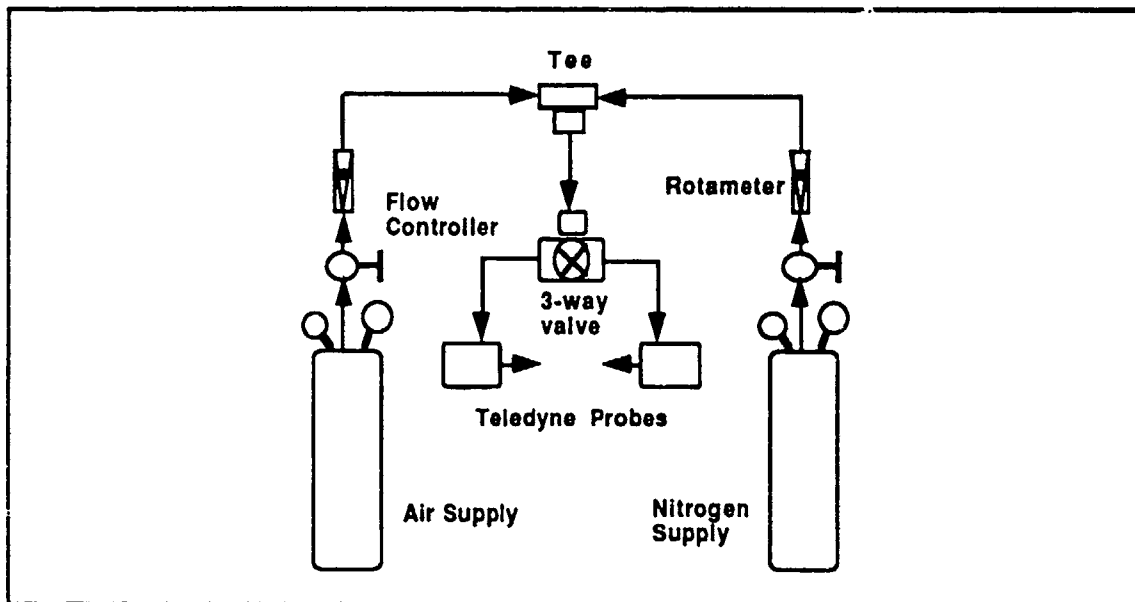 Tee
Flow
Controller
Rotameter
3-way
valve
Teledyne Probes
Air Supply
Nitrogen
Supply